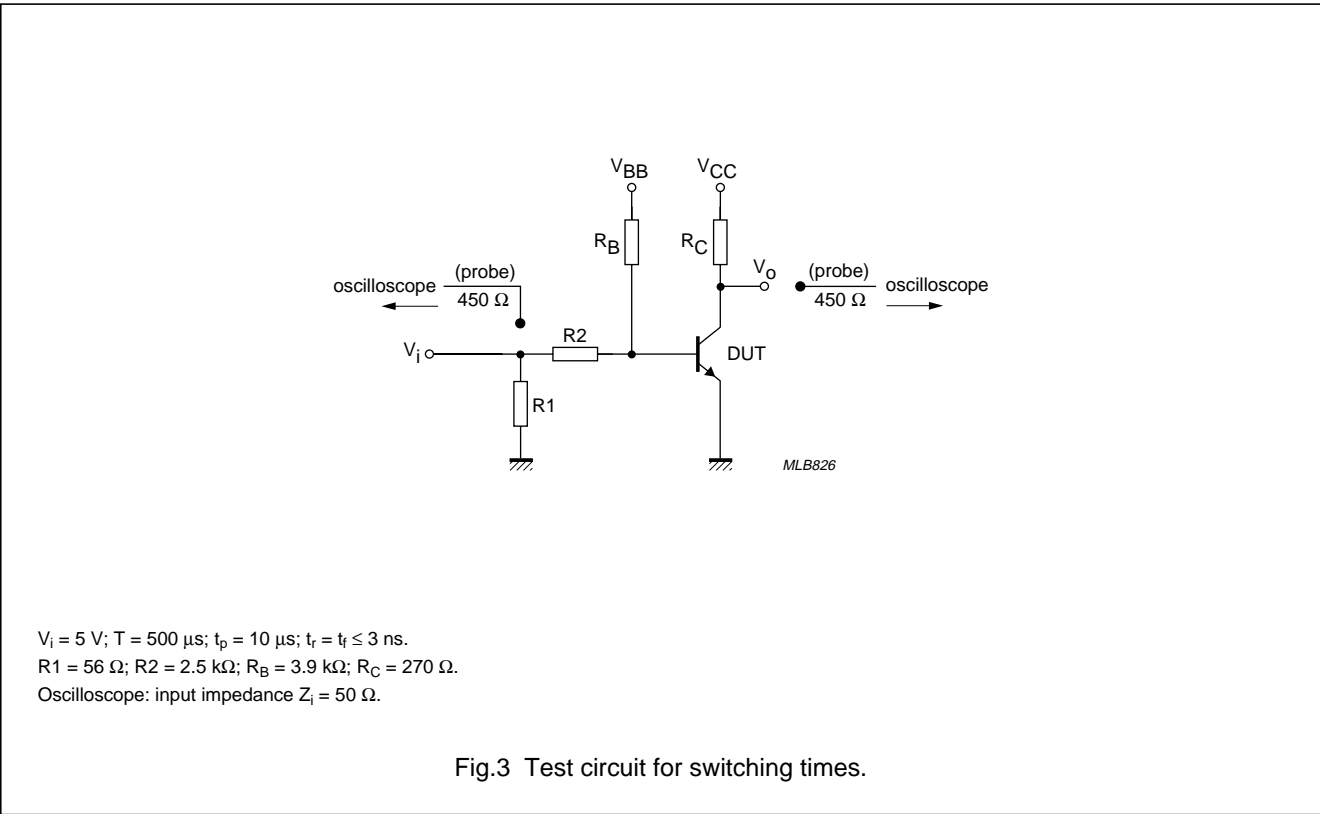 V_BB V_CC
R_B R_C
V_o
(probe) (probe)
oscilloscope oscilloscope
450 Ω 450 Ω
R2
V_i DUT
R1
MLB826
V_i = 5 V; T = 500 μs; t_p = 10 μs; t_r = t_f ≤ 3 ns.
R1 = 56 Ω; R2 = 2.5 kΩ; R_B = 3.9 kΩ; R_C = 270 Ω.
Oscilloscope: input impedance Z_i = 50 Ω.
Fig.3 Test circuit for switching times.